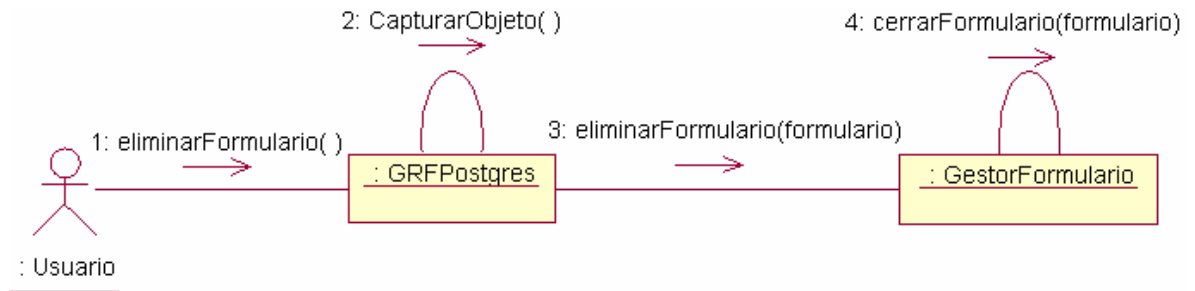 2: CapturarObjeto( )
4: cerrarFormulario(formulario)
1: eliminarFormulario( )
3: eliminarFormulario(formulario)
: GRFPostgres
: GestorFormulario
: Usuario